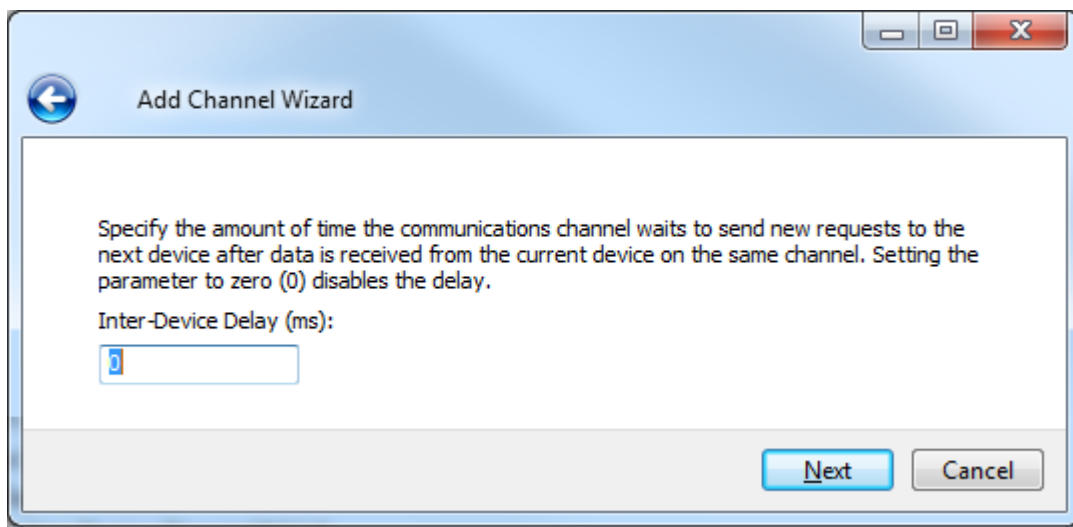 Add Channel Wizard
Specify the amount of time the communications channel waits to send new requests to the
next device after data is received from the current device on the same channel. Setting the
parameter to zero (0) disables the delay.
Inter-Device Delay (ms):
0
Next
Cancel